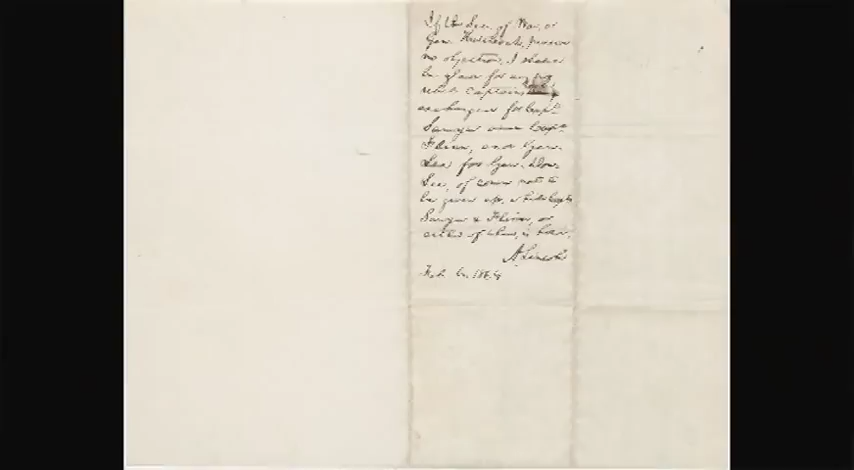 If the Sec. of War, or
Gen. Hitchcock, perceive
no objection, I should
be glad for any two
rebel Captains
exchanged for Capt.
Sawyer and Capt.
Flinn, and Gen.
Lee for Gen. Dow.
Lee, of course not to
be given up, while Capts
Sawyer & Flinn, or
either of them, is held.
A. Lincoln
Feb. 1864